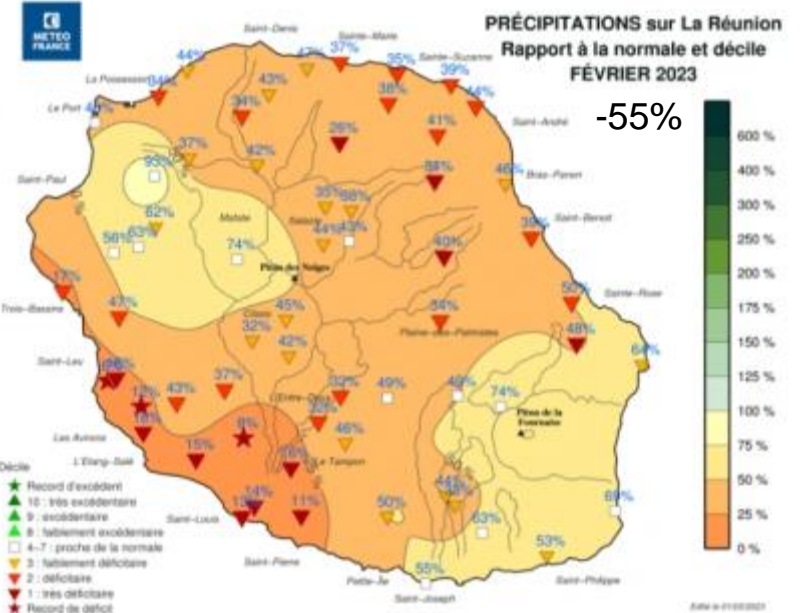 METEO
FRANCE
PRÉCIPITATIONS sur La Réunion
Rapport à la normale et décile
FÉVRIER 2023
-55%
600 %
400 %
300 %
250 %
200 %
175 %
150 %
125 %
100 %
75 %
50 %
25 %
0 %
Saint-Denis
Sainte-Marie
Sainte-Suzanne
Saint-André
Bras-Panon
Saint-Benoit
Sainte-Rose
La Possession
Le Port
Saint-Paul
Trois-Bassins
Saint-Leu
Les Avirons
L'Etang-Salé
Saint-Louis
Saint-Pierre
Petite-Île
Saint-Joseph
Saint-Philippe
Le Tampon
L'Entre-Deux
Plaine-des-Palmistes
Mafate
Salazie
Cilaos
Piton des Neiges
Piton de la
Fournaise
44%
47%
37%
35%
39%
44%
43%
34%
38%
41%
26%
37%
42%
93%
46%
62%
63%
74%
40%
17%
47%
45%
32%
42%
50%
48%
64%
43%
37%
49%
74%
15%
46%
11%
50%
63%
53%
55%
Décile
Record d'excédent
10 : très excédentaire
9 : excédentaire
8 : faiblement excédentaire
4-7 : proche de la normale
3 : faiblement déficitaire
2 : déficitaire
1 : très déficitaire
Record de déficit
Edité le 01/03/2023